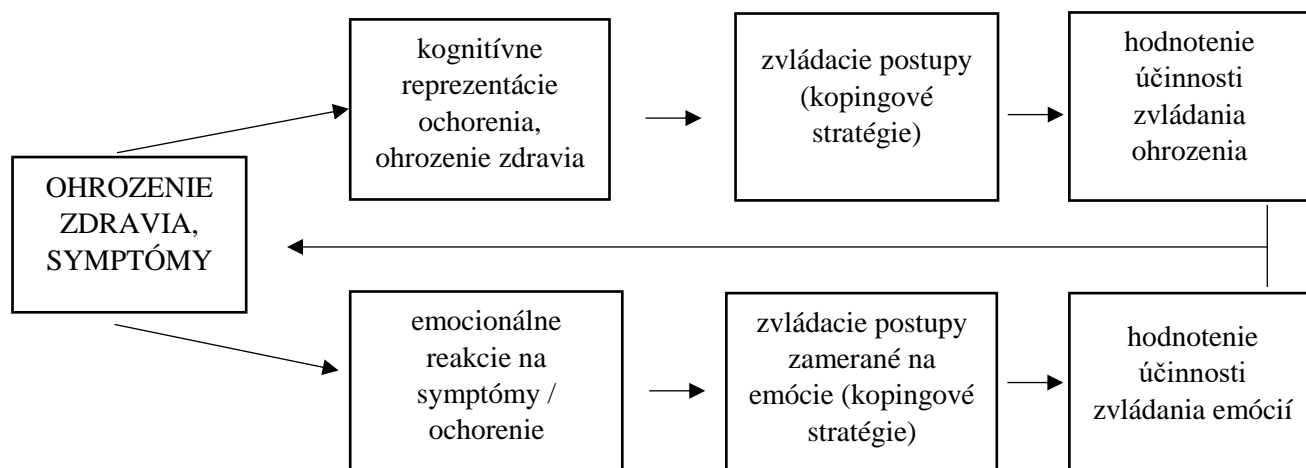 kognitívne
reprezentácie
ochorenia,
ohrozenie zdravia
zvládacie postupy
(kopingové
stratégie)
hodnotenie
účinnosti
zvládania
ohrozenia
OHROZENIE
ZDRAVIA,
SYMPTÓMY
emocionálne
reakcie na
symptómy /
ochorenie
zvládacie postupy
zamerané na
emócie (kopingové
stratégie)
hodnotenie
účinnosti
zvládania emócií